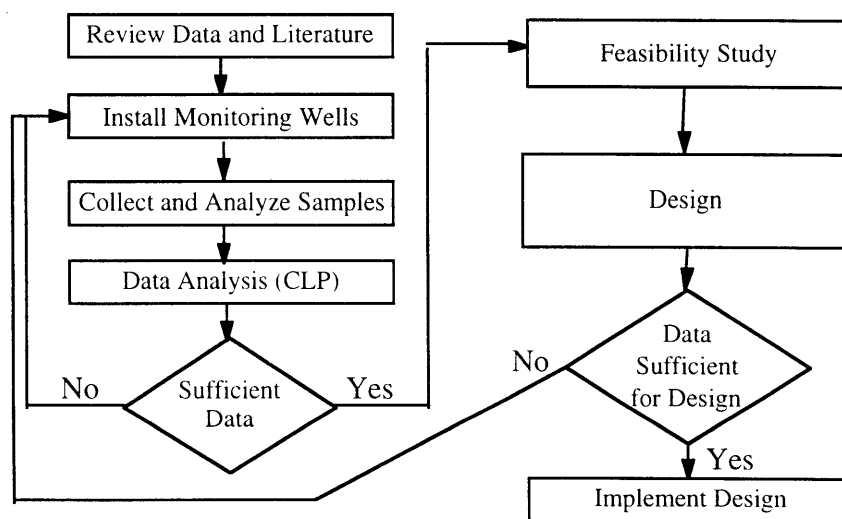 Review Data and Literature
Install Monitoring Wells
Collect and Analyze Samples
Data Analysis (CLP)
No
Sufficient
Data
Yes
Feasibility Study
Design
No
Data
Sufficient
for Design
Yes
Implement Design